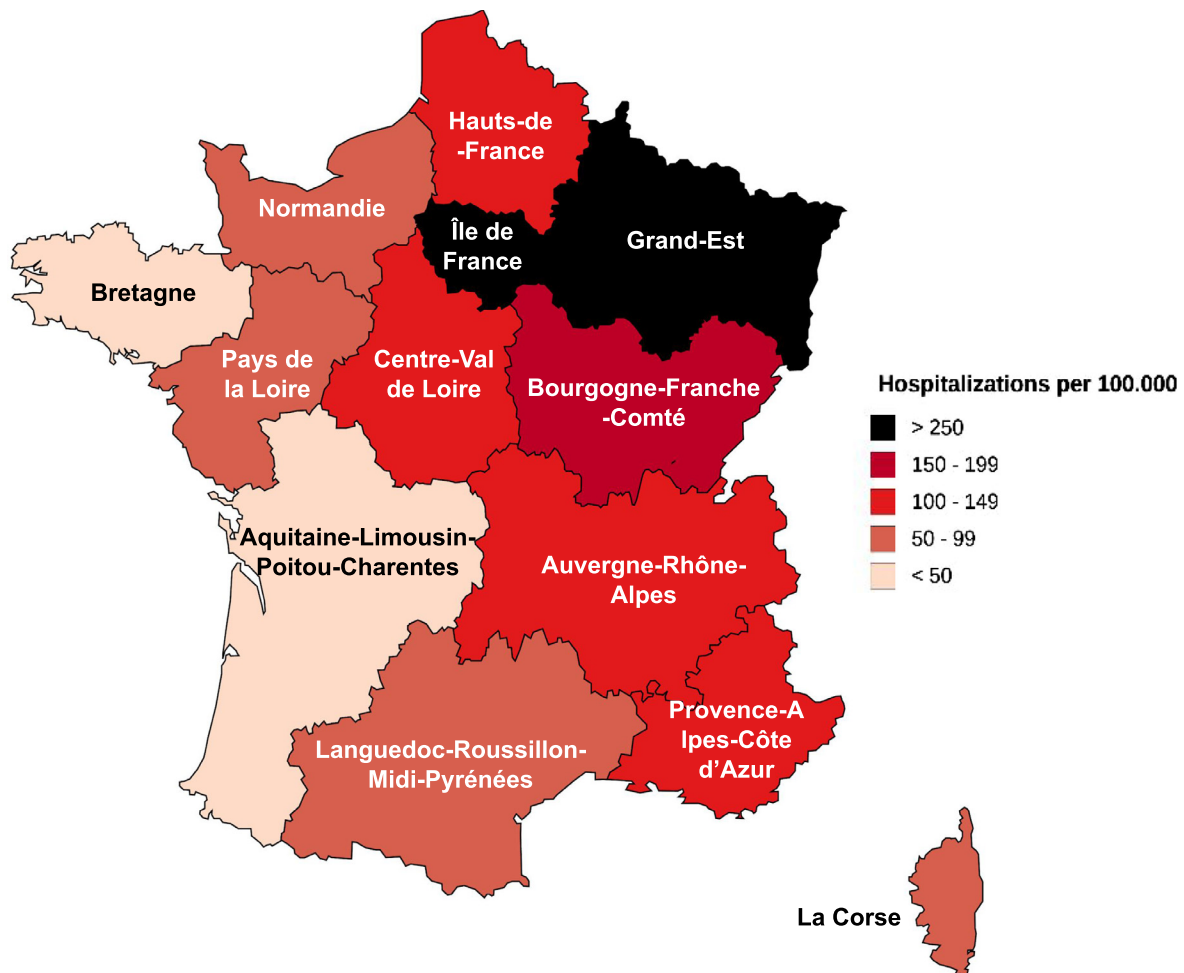 Hauts-de
-France
Normandie
Île de
France
Grand-Est
Bretagne
Pays de
la Loire
Centre-Val
de Loire
Bourgogne-Franche
-Comté
Hospitalizations per 100.000
> 250
150 - 199
100 - 149
50 - 99
< 50
Aquitaine-Limousin-
Poitou-Charentes
Auvergne-Rhône-
Alpes
Provence-A
lpes-Côte
d’Azur
Languedoc-Roussillon-
Midi-Pyrénées
La Corse